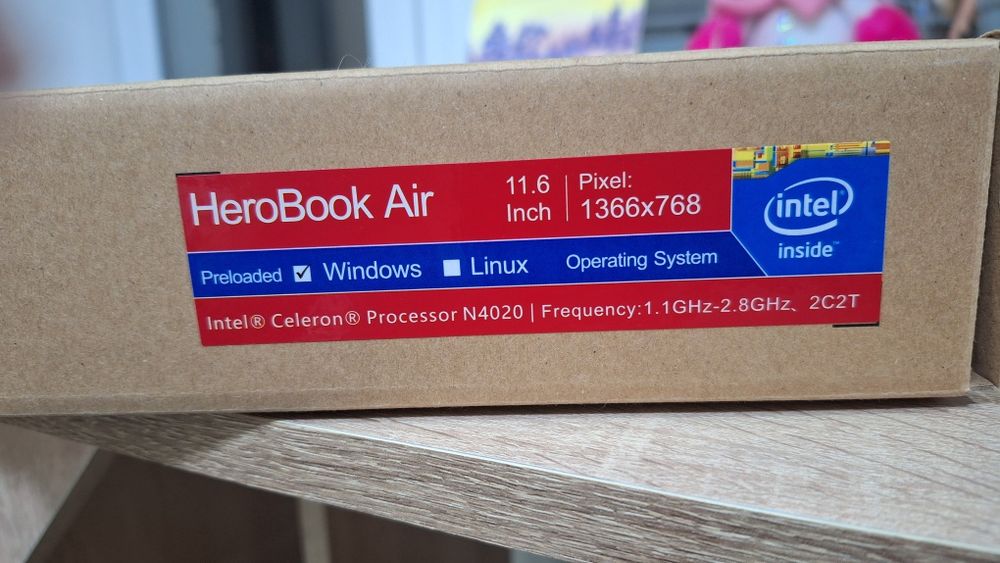 HeroBook Air
11.6 Inch
Pixel:
1366x768
Preloaded ☑ Windows ☐ Linux Operating System
Intel® Celeron® Processor N4020 | Frequency:1.1GHz-2.8GHz、2C2T
intel
inside™